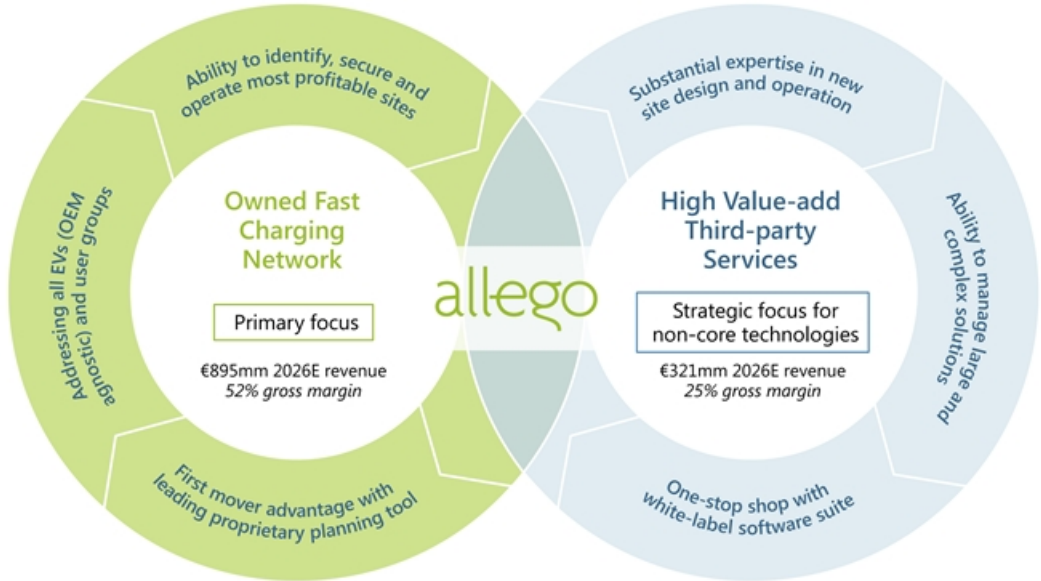 Ability to identify, secure and
operate most profitable sites
Addressing all EVs (OEM
agnostic) and user groups
Owned Fast
Charging
Network
Primary focus
€895mm 2026E revenue
52% gross margin
First mover advantage with
leading proprietary planning tool
allego
Substantial expertise in new
site design and operation
High Value-add
Third-party
Services
Strategic focus for
non-core technologies
€321mm 2026E revenue
25% gross margin
Ability to manage large and
complex solutions
One-stop shop with
white-label software suite